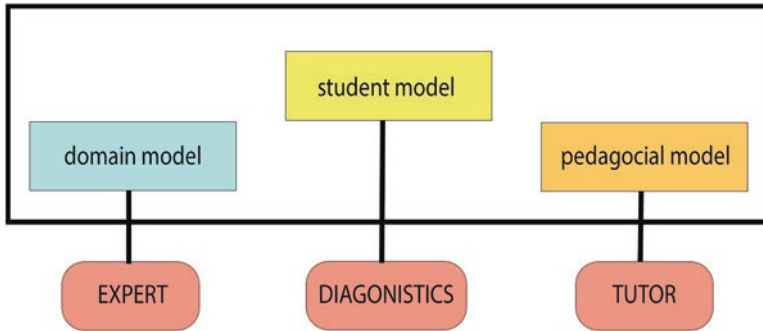 student model
domain model
pedagocial model
EXPERT
DIAGONISTICS
TUTOR